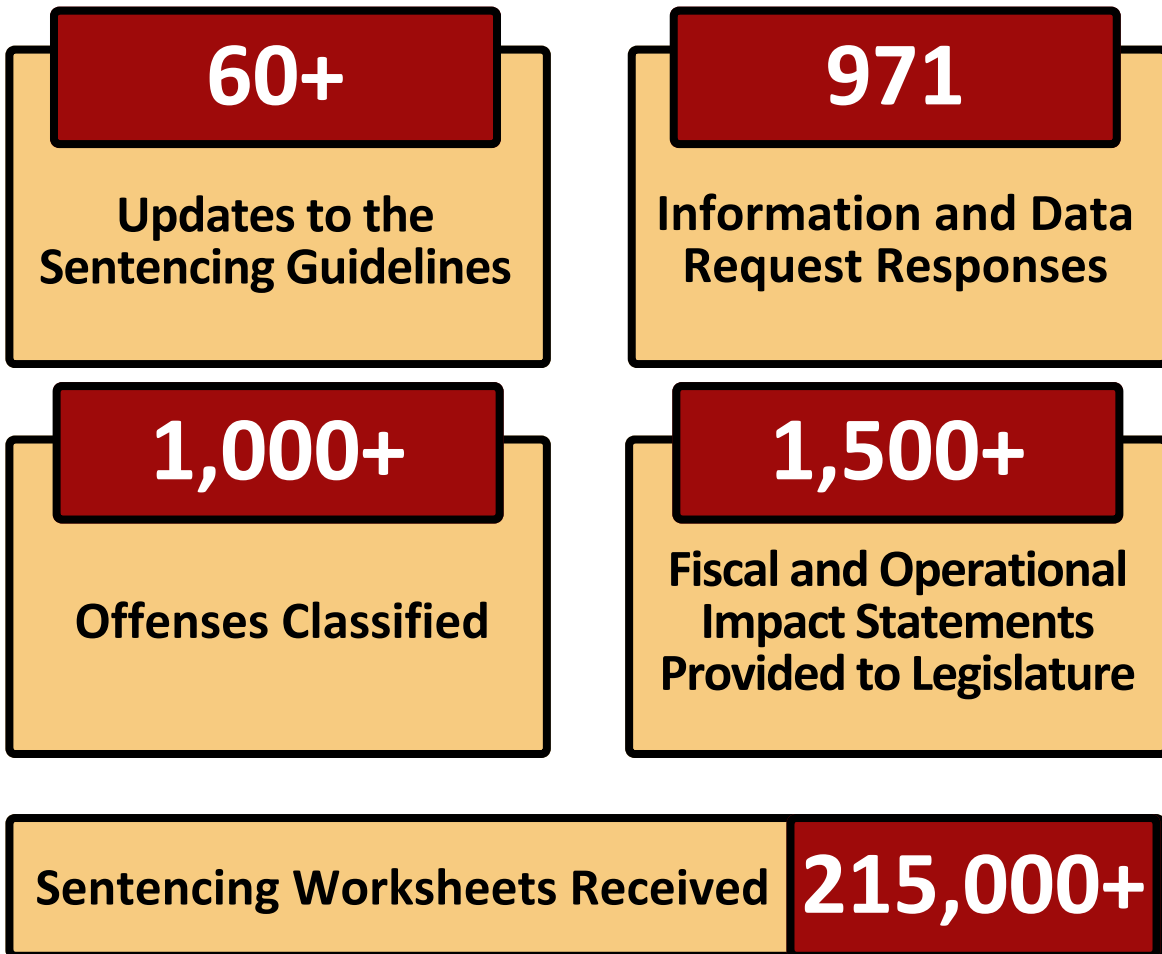 60+
Updates to the
Sentencing Guidelines
971
Information and Data
Request Responses
1,000+
Offenses Classified
1,500+
Fiscal and Operational
Impact Statements
Provided to Legislature
Sentencing Worksheets Received
215,000+